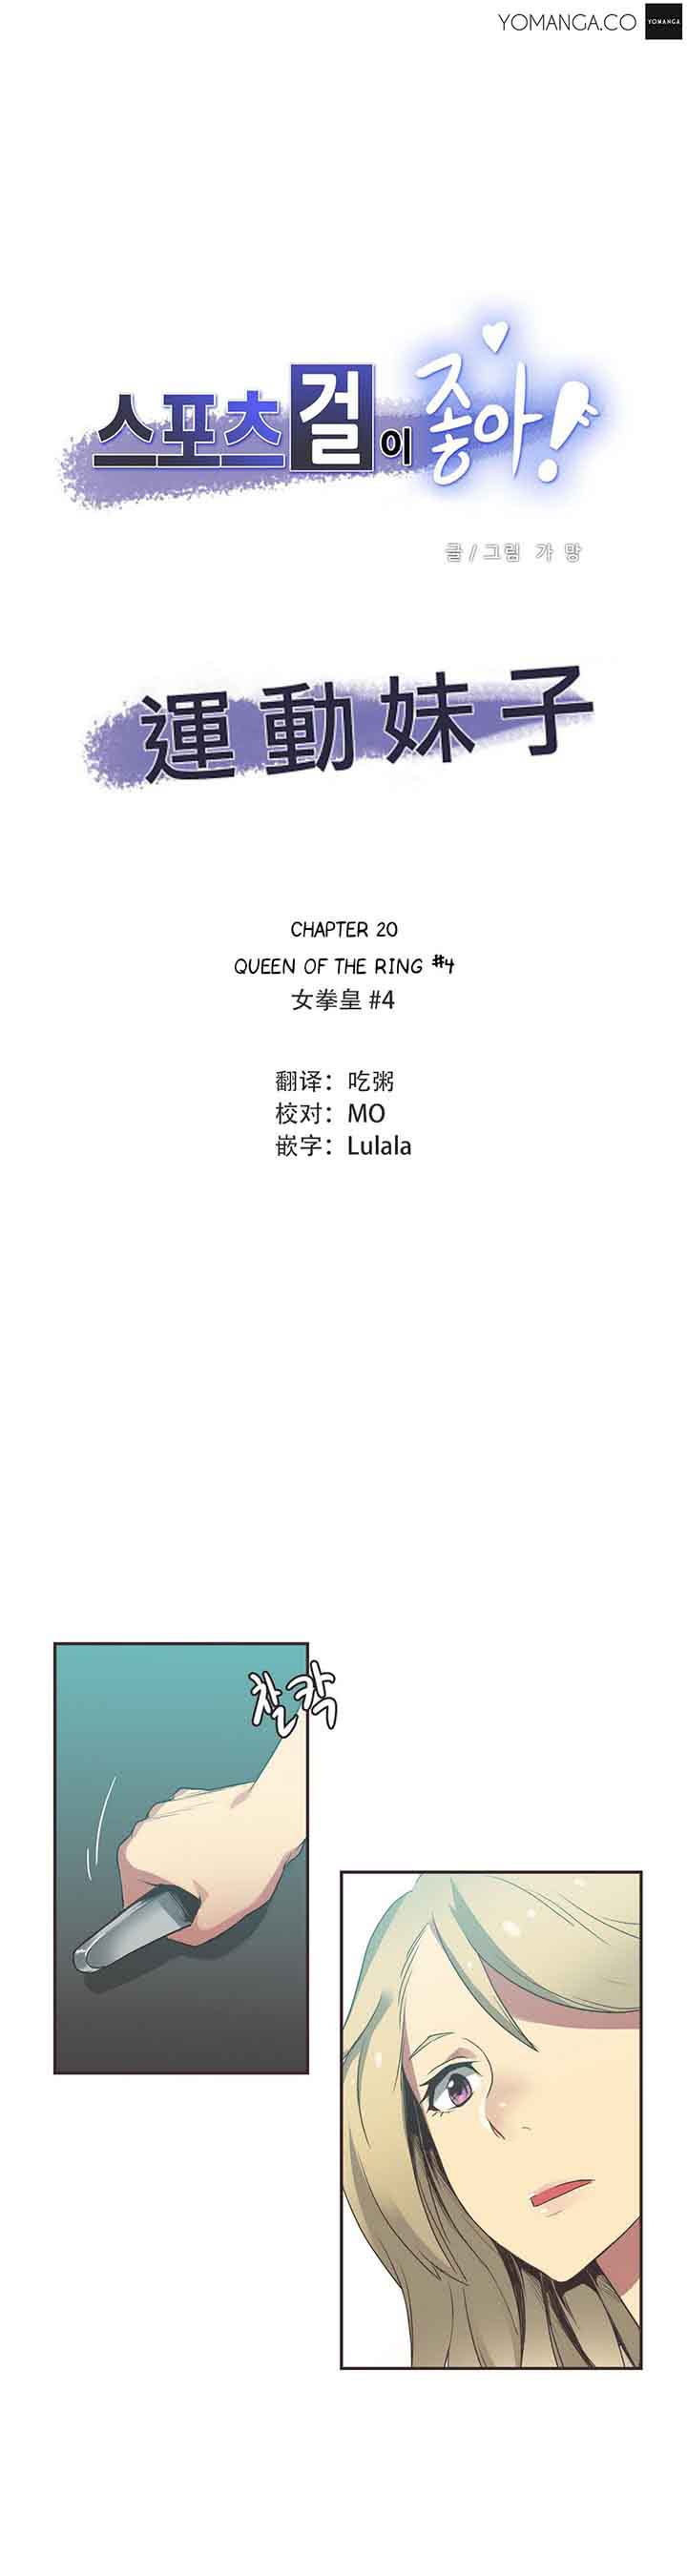 YOMANGA.CO
YOMANGA
스포츠걸이 좋아!
글/그림 가망
運動妹子
CHAPTER 20
QUEEN OF THE RING #4
女拳皇 #4
翻译：吃粥
校对：MO
嵌字：Lulala
찰칵